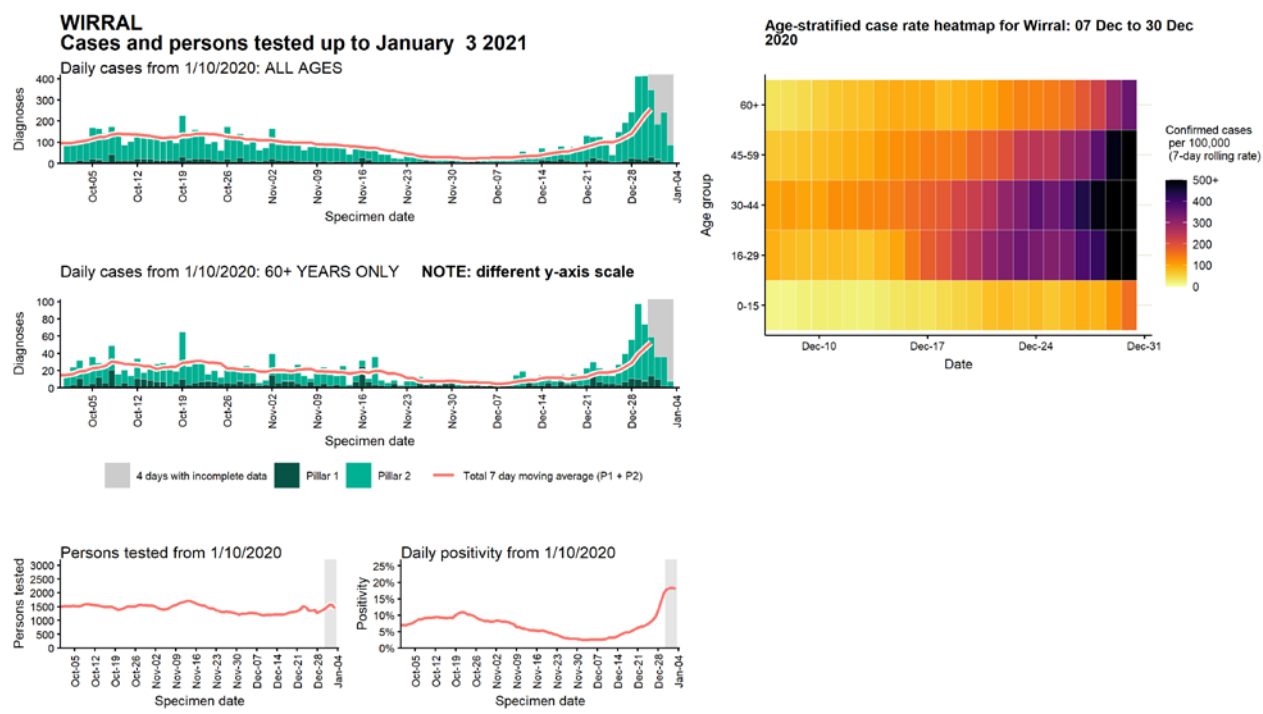 WIRRAL
Cases and persons tested up to January 3 2021
Daily cases from 1/10/2020: ALL AGES
Diagnoses
400
300
200
100
0
Oct-05 Oct-12 Oct-19 Oct-26 Nov-02 Nov-09 Nov-16 Nov-23 Nov-30 Dec-07 Dec-14 Dec-21 Dec-28 Jan-04
Specimen date
Daily cases from 1/10/2020: 60+ YEARS ONLY NOTE: different y-axis scale
Diagnoses
100
80
60
40
20
0
Oct-05 Oct-12 Oct-19 Oct-26 Nov-02 Nov-09 Nov-16 Nov-23 Nov-30 Dec-07 Dec-14 Dec-21 Dec-28 Jan-04
Specimen date
4 days with incomplete data Pillar 1 Pillar 2 Total 7 day moving average (P1 + P2)
Persons tested from 1/10/2020
Persons tested
3000
2500
2000
1500
1000
500
0
Oct-05 Oct-12 Oct-19 Oct-26 Nov-02 Nov-09 Nov-16 Nov-23 Nov-30 Dec-07 Dec-14 Dec-21 Dec-28 Jan-04
Specimen date
Daily positivity from 1/10/2020
Positivity
25%
20%
15%
10%
5%
0%
Oct-05 Oct-12 Oct-19 Oct-26 Nov-02 Nov-09 Nov-16 Nov-23 Nov-30 Dec-07 Dec-14 Dec-21 Dec-28 Jan-04
Specimen date
Age-stratified case rate heatmap for Wirral: 07 Dec to 30 Dec
2020
Age group
60+
45-59
30-44
16-29
0-15
Dec-10 Dec-17 Dec-24 Dec-31
Date
Confirmed cases
per 100,000
(7-day rolling rate)
500+
400
300
200
100
0